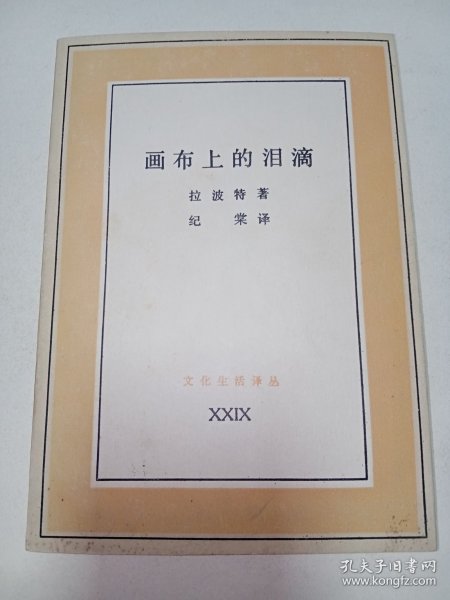 画布上的泪滴
拉波特著
纪棠译
文化生活译丛
XXIX
孔夫子旧书网
www.kongfz.com